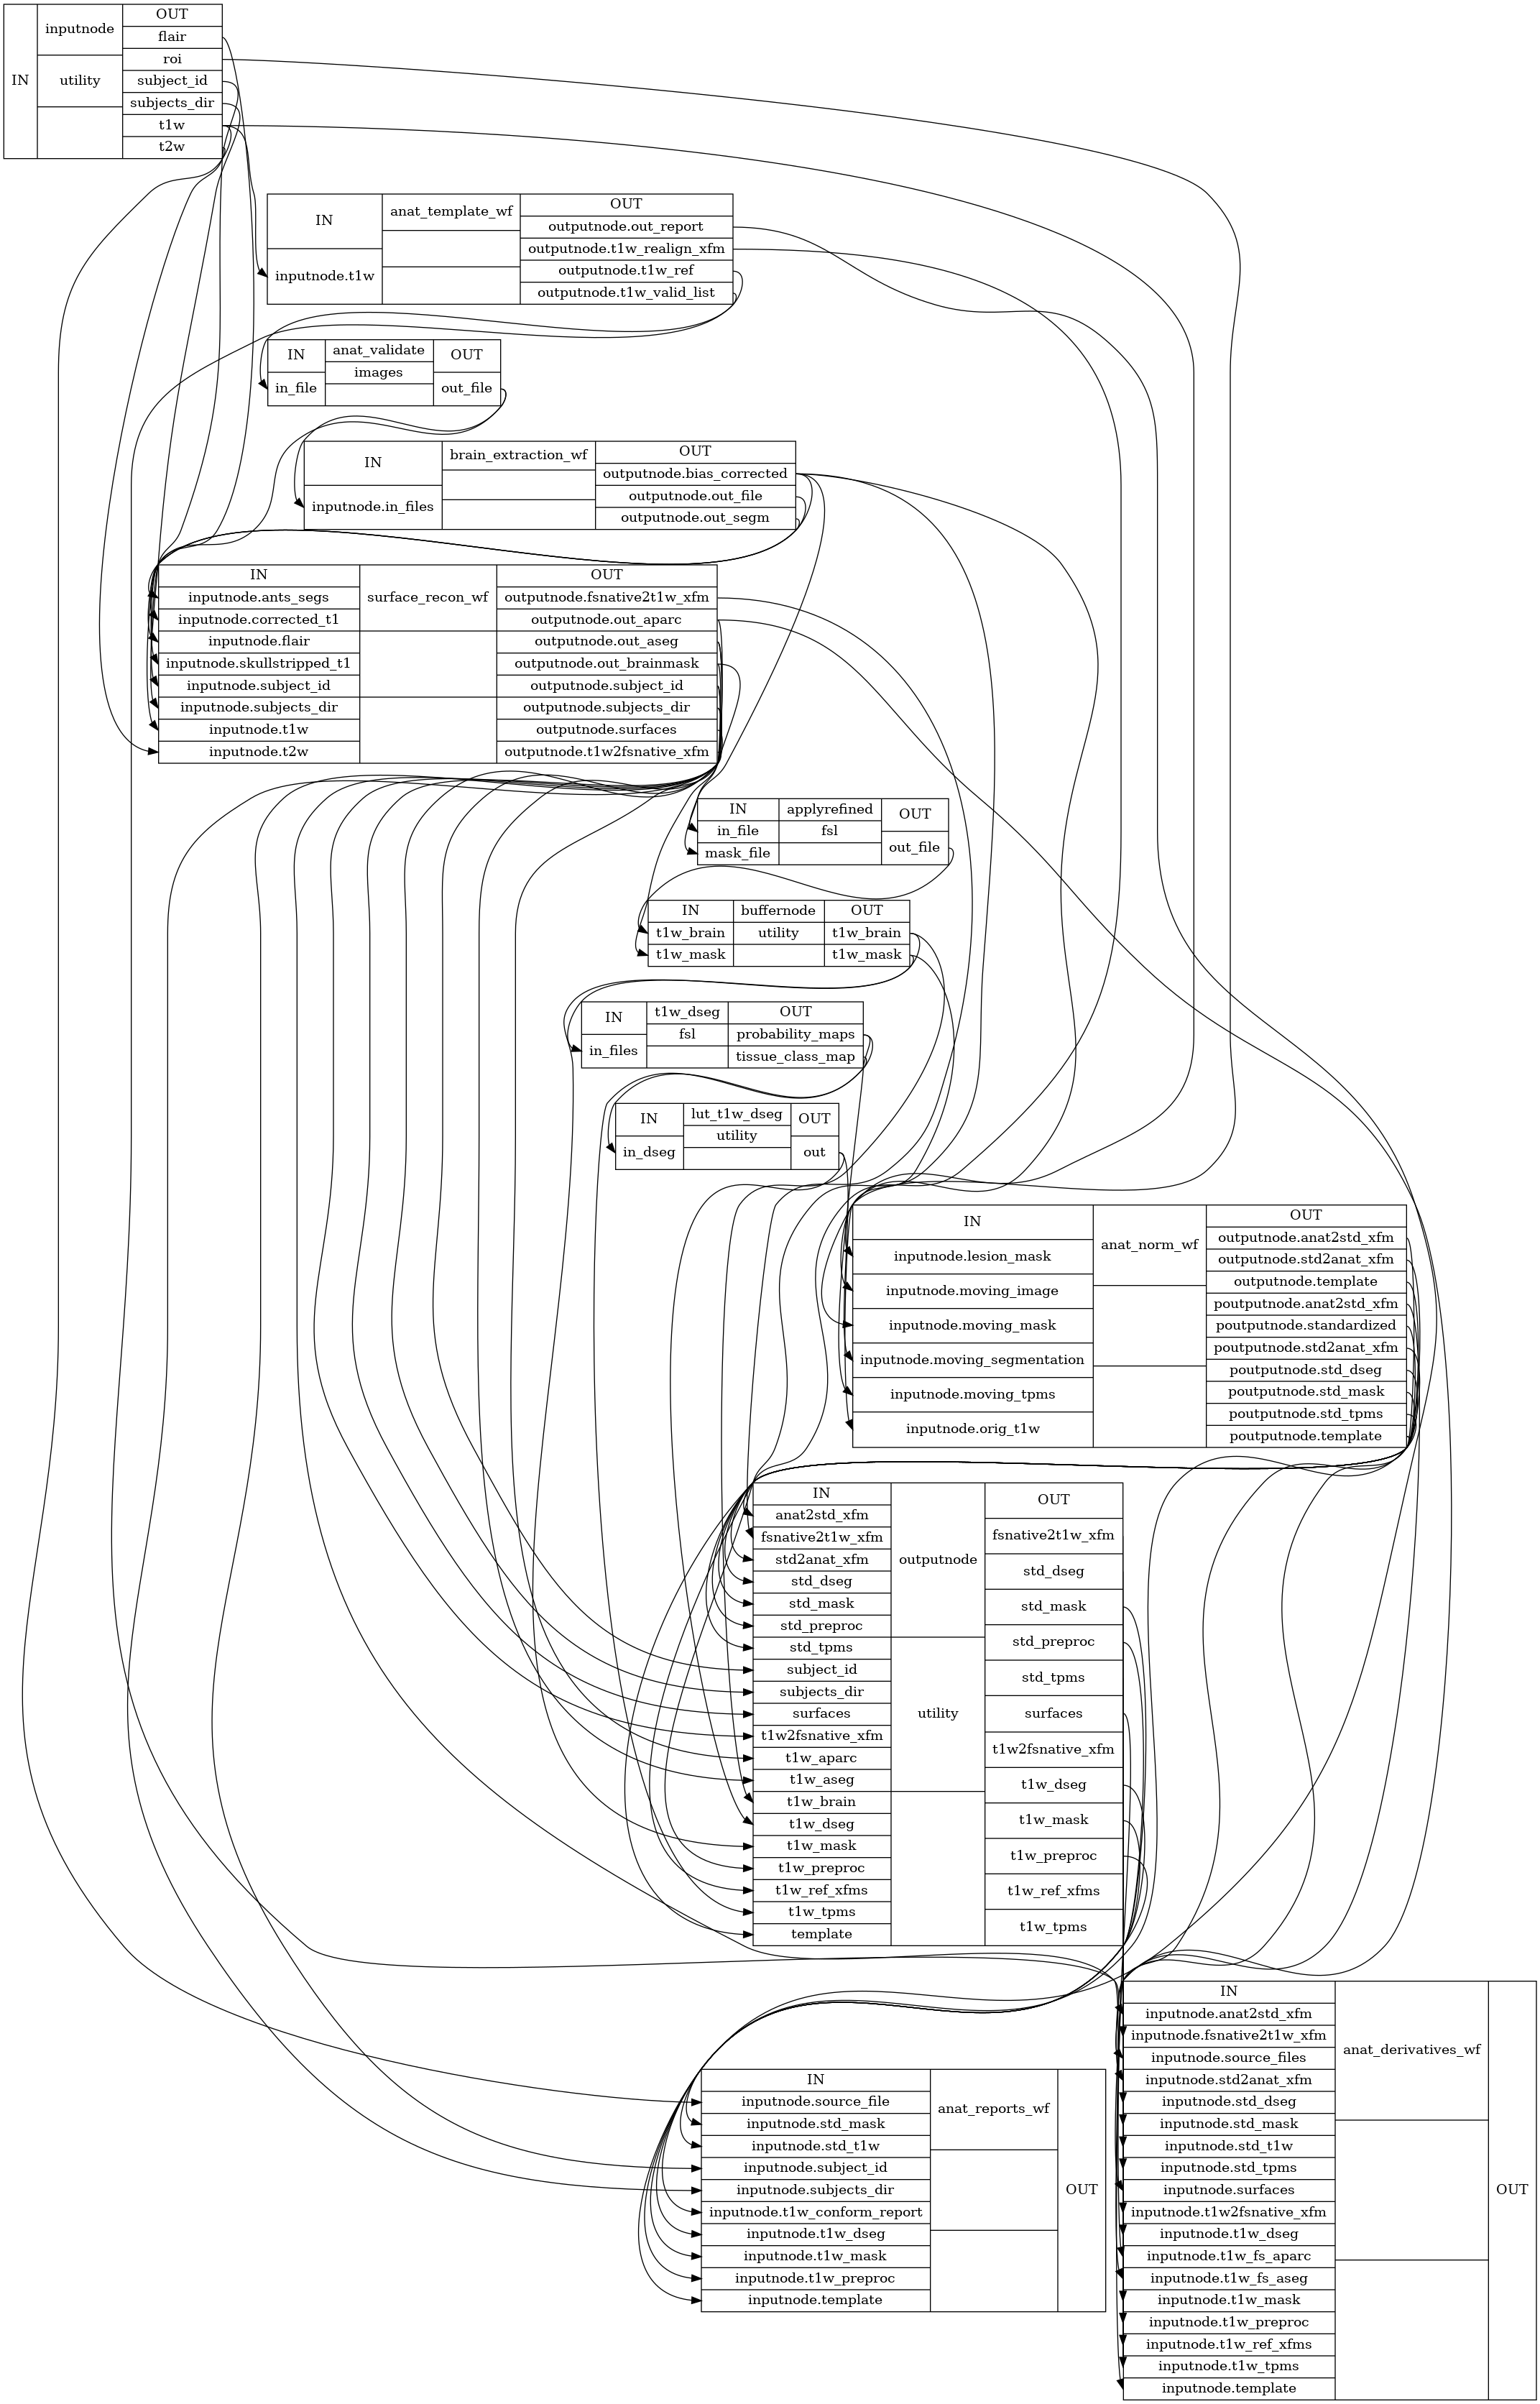 IN
inputnode
utility
OUT
flair
roi
subject_id
subjects_dir
t1w
t2w
IN
inputnode.t1w
anat_template_wf
OUT
outputnode.out_report
outputnode.t1w_realign_xfm
outputnode.t1w_ref
outputnode.t1w_valid_list
IN
in_file
anat_validate
images
OUT
out_file
IN
inputnode.in_files
brain_extraction_wf
OUT
outputnode.bias_corrected
outputnode.out_file
outputnode.out_segm
IN
inputnode.ants_segs
inputnode.corrected_t1
inputnode.flair
inputnode.skullstripped_t1
inputnode.subject_id
inputnode.subjects_dir
inputnode.t1w
inputnode.t2w
surface_recon_wf
OUT
outputnode.fsnative2t1w_xfm
outputnode.out_aparc
outputnode.out_aseg
outputnode.out_brainmask
outputnode.subject_id
outputnode.subjects_dir
outputnode.surfaces
outputnode.t1w2fsnative_xfm
IN
in_file
mask_file
applyrefined
fsl
OUT
out_file
IN
t1w_brain
t1w_mask
buffernode
utility
OUT
t1w_brain
t1w_mask
IN
in_files
t1w_dseg
fsl
OUT
probability_maps
tissue_class_map
IN
in_dseg
lut_t1w_dseg
utility
OUT
out
IN
inputnode.lesion_mask
inputnode.moving_image
inputnode.moving_mask
inputnode.moving_segmentation
inputnode.moving_tpms
inputnode.orig_t1w
anat_norm_wf
OUT
outputnode.anat2std_xfm
outputnode.std2anat_xfm
outputnode.template
poutputnode.anat2std_xfm
poutputnode.standardized
poutputnode.std2anat_xfm
poutputnode.std_dseg
poutputnode.std_mask
poutputnode.std_tpms
poutputnode.template
IN
anat2std_xfm
fsnative2t1w_xfm
std2anat_xfm
std_dseg
std_mask
std_preproc
std_tpms
subject_id
subjects_dir
surfaces
t1w2fsnative_xfm
t1w_aparc
t1w_aseg
t1w_brain
t1w_dseg
t1w_mask
t1w_preproc
t1w_ref_xfms
t1w_tpms
template
outputnode
utility
OUT
fsnative2t1w_xfm
std_dseg
std_mask
std_preproc
std_tpms
surfaces
t1w2fsnative_xfm
t1w_dseg
t1w_mask
t1w_preproc
t1w_ref_xfms
t1w_tpms
IN
inputnode.source_file
inputnode.std_mask
inputnode.std_t1w
inputnode.subject_id
inputnode.subjects_dir
inputnode.t1w_conform_report
inputnode.t1w_dseg
inputnode.t1w_mask
inputnode.t1w_preproc
inputnode.template
anat_reports_wf
OUT
IN
inputnode.anat2std_xfm
inputnode.fsnative2t1w_xfm
inputnode.source_files
inputnode.std2anat_xfm
inputnode.std_dseg
inputnode.std_mask
inputnode.std_t1w
inputnode.std_tpms
inputnode.surfaces
inputnode.t1w2fsnative_xfm
inputnode.t1w_dseg
inputnode.t1w_fs_aparc
inputnode.t1w_fs_aseg
inputnode.t1w_mask
inputnode.t1w_preproc
inputnode.t1w_ref_xfms
inputnode.t1w_tpms
inputnode.template
anat_derivatives_wf
OUT